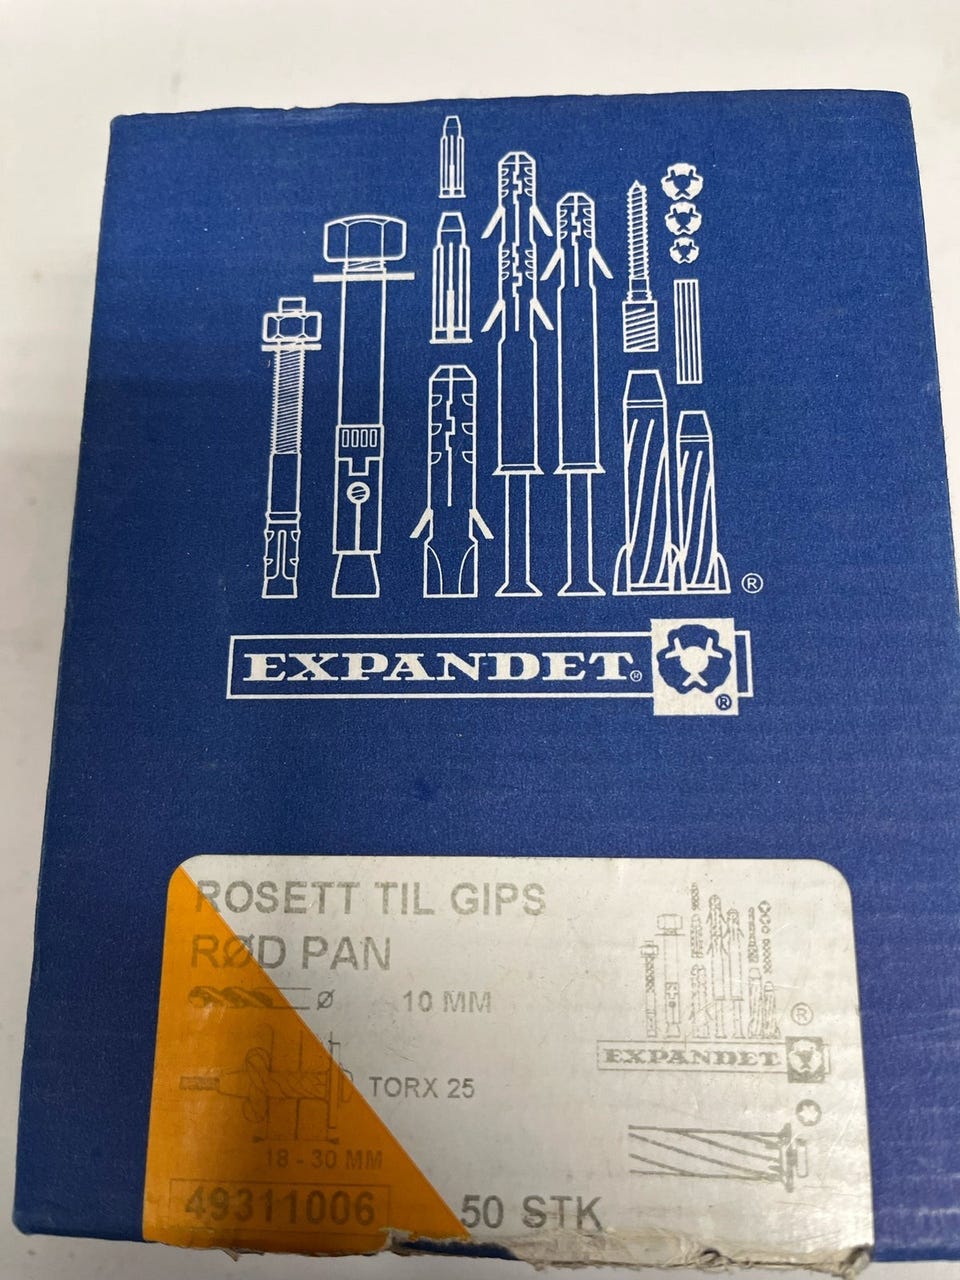 ®
EXPANDET®
®
ROSETT TIL GIPS
RØD PAN
Ø 10 MM
®
EXPANDET
TORX 25
18 - 30 MM
49311006
50 STK